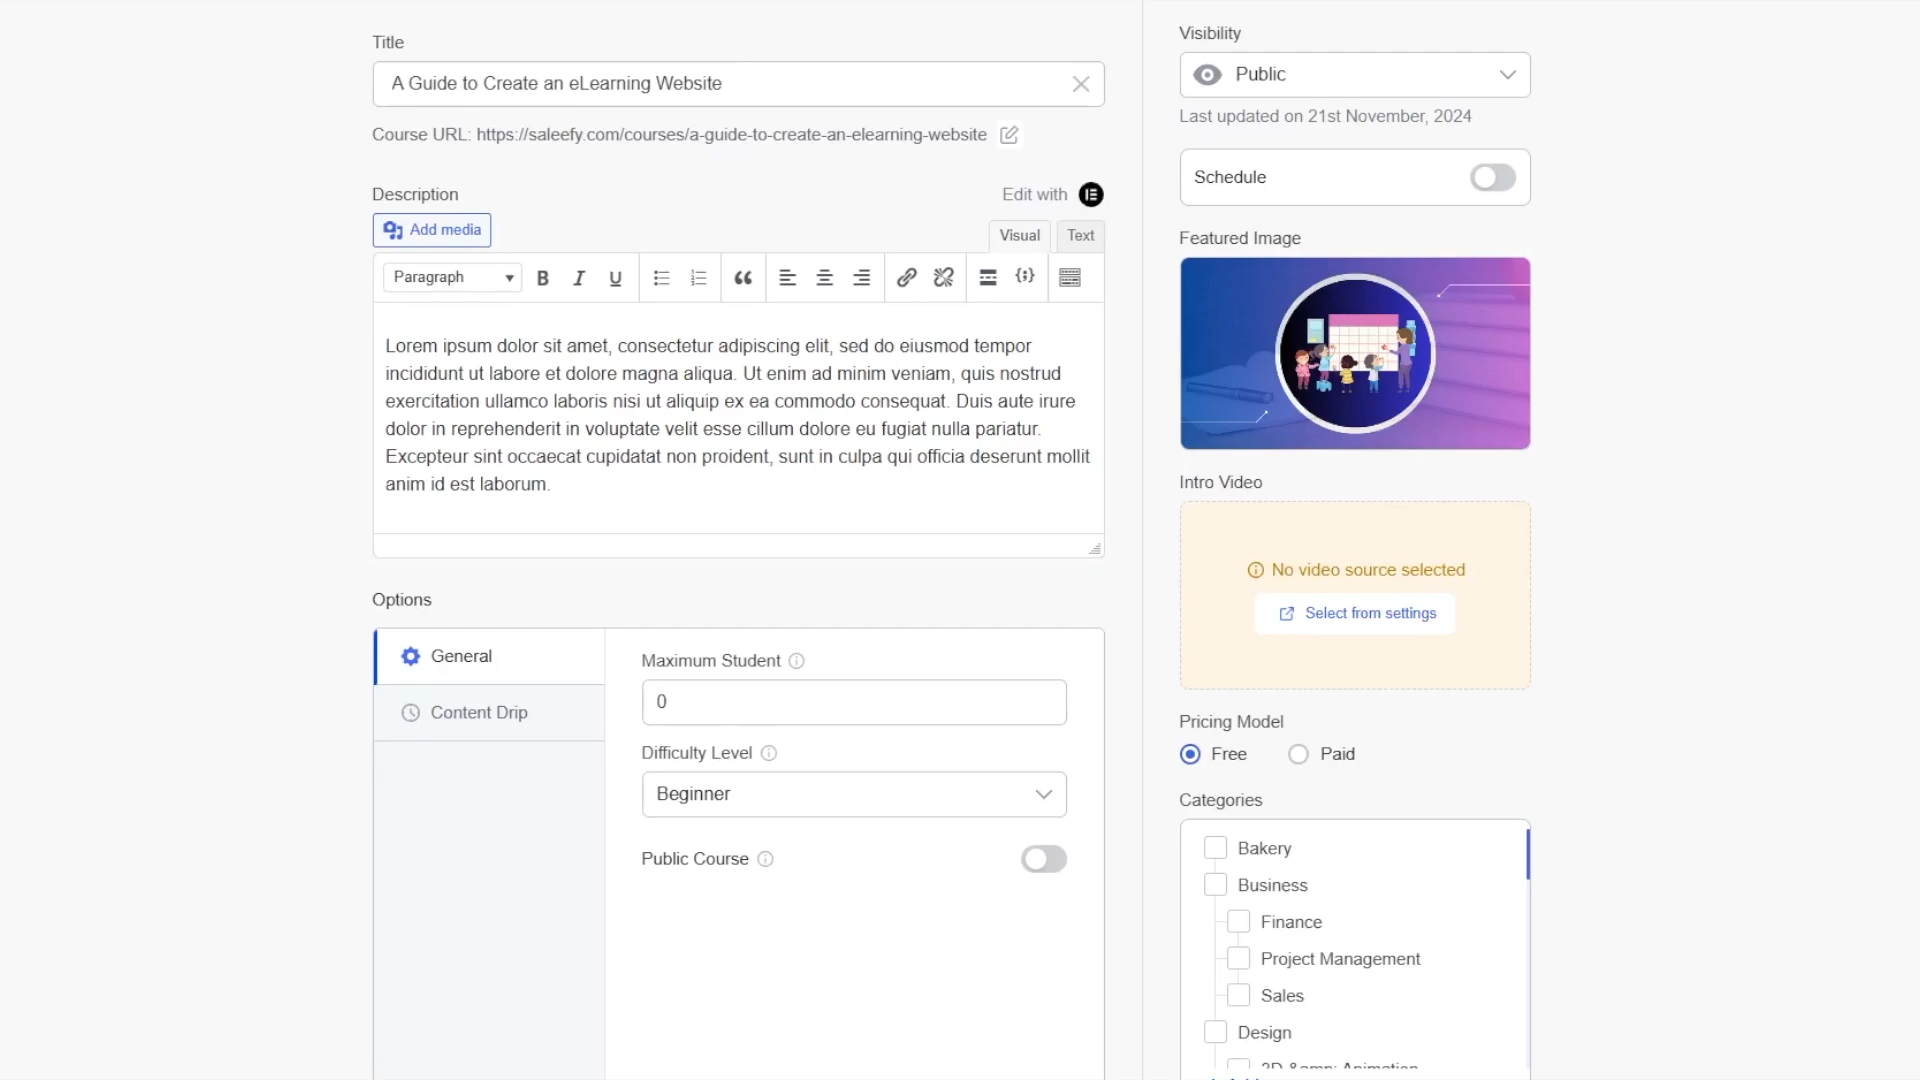 Title
A Guide to Create an eLearning Website
Course URL: https://saleefy.com/courses/a-guide-to-create-an-elearning-website
Description
Edit with
Add media
Visual
Text
Paragraph
Lorem ipsum dolor sit amet, consectetur adipiscing elit, sed do eiusmod tempor
incididunt ut labore et dolore magna aliqua. Ut enim ad minim veniam, quis nostrud
exercitation ullamco laboris nisi ut aliquip ex ea commodo consequat. Duis aute irure
dolor in reprehenderit in voluptate velit esse cillum dolore eu fugiat nulla pariatur.
Excepteur sint occaecat cupidatat non proident, sunt in culpa qui officia deserunt mollit
anim id est laborum.
Options
General
Content Drip
Maximum Student
0
Difficulty Level
Beginner
Public Course
Visibility
Public
Last updated on 21st November, 2024
Schedule
Featured Image
Intro Video
No video source selected
Select from settings
Pricing Model
Free
Paid
Categories
Bakery
Business
Finance
Project Management
Sales
Design
&amp; Animation